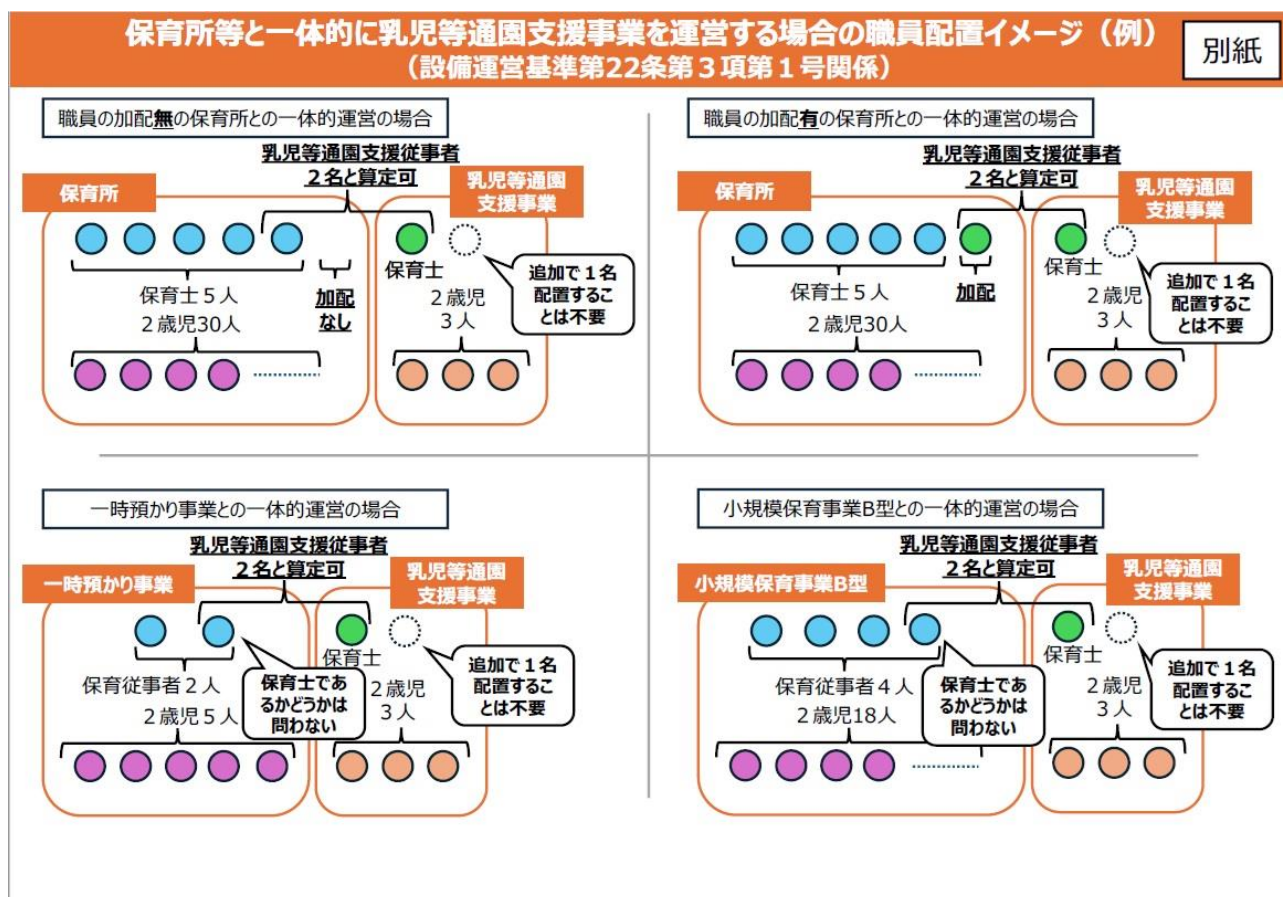 保育所等と一体的に乳児等通園支援事業を運営する場合の職員配置イメージ（例）
（設備運営基準第22条第３項第１号関係）
別紙
職員の加配無の保育所との一体的運営の場合
乳児等通園支援従事者
２名と算定可
保育所
乳児等通園
支援事業
保育士
保育士５人
２歳児30人
加配
なし
２歳児
３人
追加で１名
配置するこ
とは不要
職員の加配有の保育所との一体的運営の場合
乳児等通園支援従事者
２名と算定可
保育所
乳児等通園
支援事業
保育士
保育士５人
２歳児30人
加配
２歳児
３人
追加で１名
配置するこ
とは不要
一時預かり事業との一体的運営の場合
乳児等通園支援従事者
２名と算定可
一時預かり事業
乳児等通園
支援事業
保育士
保育従事者２人
２歳児５人
保育士であ
るかどうかは
問わない
２歳児
３人
追加で１名
配置するこ
とは不要
小規模保育事業B型との一体的運営の場合
乳児等通園支援従事者
２名と算定可
小規模保育事業B型
乳児等通園
支援事業
保育士
保育従事者４人
２歳児18人
保育士であ
るかどうかは
問わない
２歳児
３人
追加で１名
配置するこ
とは不要